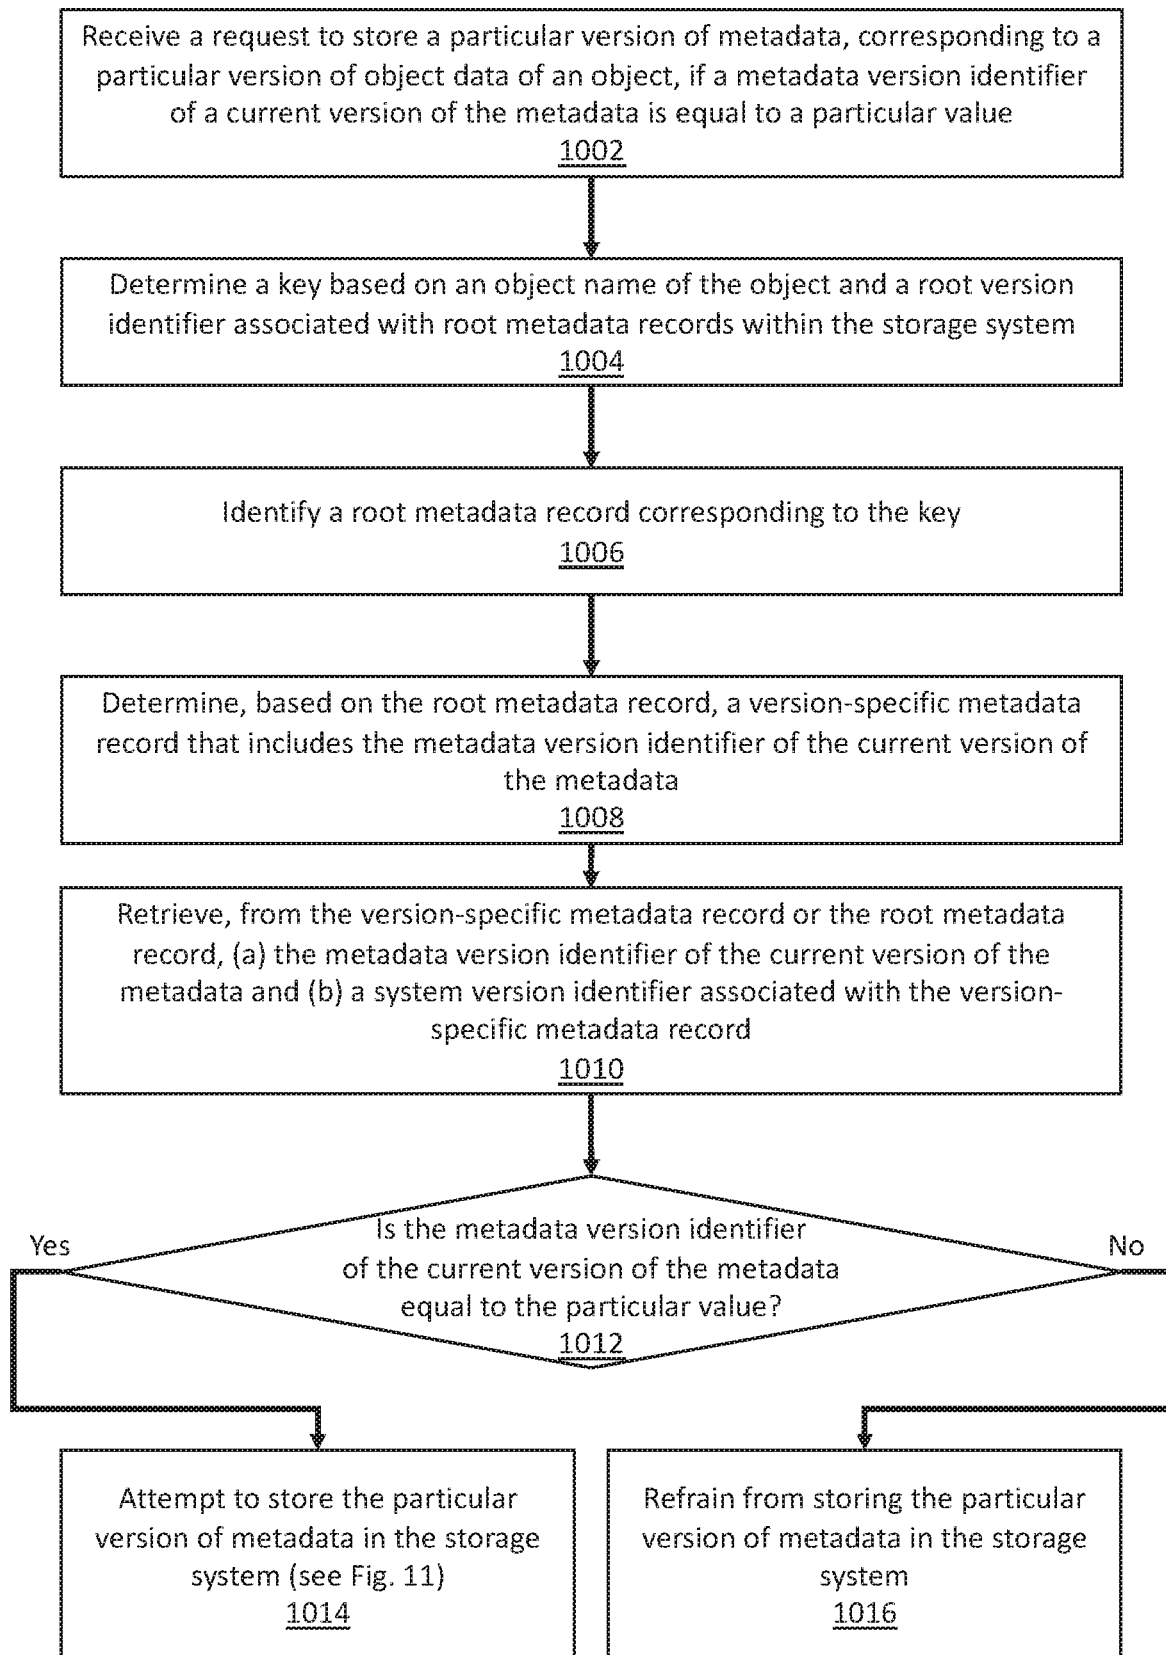 Receive a request to store a particular version of metadata, corresponding to a
particular version of object data of an object, if a metadata version identifier
of a current version of the metadata is equal to a particular value
1002
Determine a key based on an object name of the object and a root version
identifier associated with root metadata records within the storage system
1004
Identify a root metadata record corresponding to the key
1006
Determine, based on the root metadata record, a version-specific metadata
record that includes the metadata version identifier of the current version of
the metadata
1008
Retrieve, from the version-specific metadata record or the root metadata
record, (a) the metadata version identifier of the current version of the
metadata and (b) a system version identifier associated with the version-
specific metadata record
1010
Is the metadata version identifier
of the current version of the metadata
equal to the particular value?
1012
Yes
No
Attempt to store the particular
version of metadata in the storage
system (see Fig. 11)
1014
Refrain from storing the particular
version of metadata in the storage
system
1016